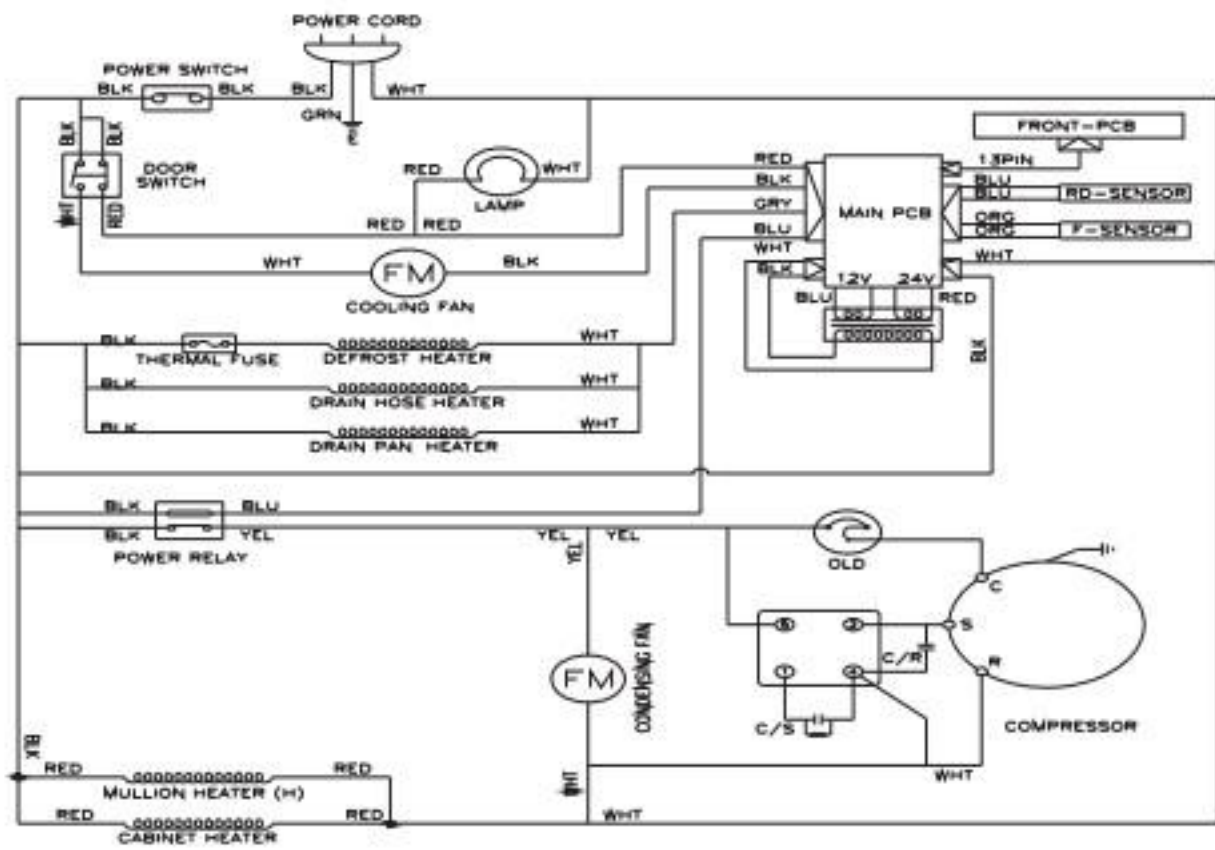 POWER CORD
POWER SWITCH
BLK BLK BLK WHT
GRN
BLK BLK
DOOR
SWITCH
WHT RED
RED WHT
LAMP
RED RED
WHT FM BLK
COOLING FAN
FRONT-PCB
13PIN
RED
BLK
GRY
BLU
WHT
BLK
MAIN PCB
12V 24V
BLU
BLU
RD-SENSOR
ORG
ORG
F-SENSOR
WHT
BLU RED
BLK
BLK WHT
THERMAL FUSE DEFROST HEATER
BLK WHT
DRAIN HOSE HEATER
BLK WHT
DRAIN PAN HEATER
BLK BLU
BLK YEL YEL YEL
POWER RELAY
YEL
OLD
C
S
R
1
4
C/R
C/S
COMPRESSOR
FM
CONDENSING FAN
WHT
WHT
BLK
RED RED
MULLION HEATER (H)
RED RED WHT
CABINET HEATER